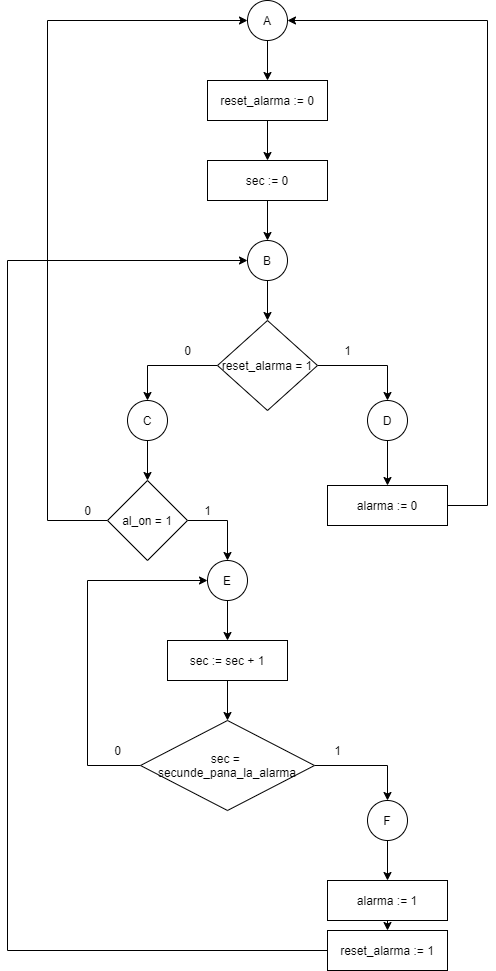 A
reset_alarma := 0
sec := 0
B
reset_alarma = 1
0
1
C
D
al_on = 1
0
1
alarma := 0
E
sec := sec + 1
sec =
secunde_pana_la_alarma
0
1
F
alarma := 1
reset_alarma := 1